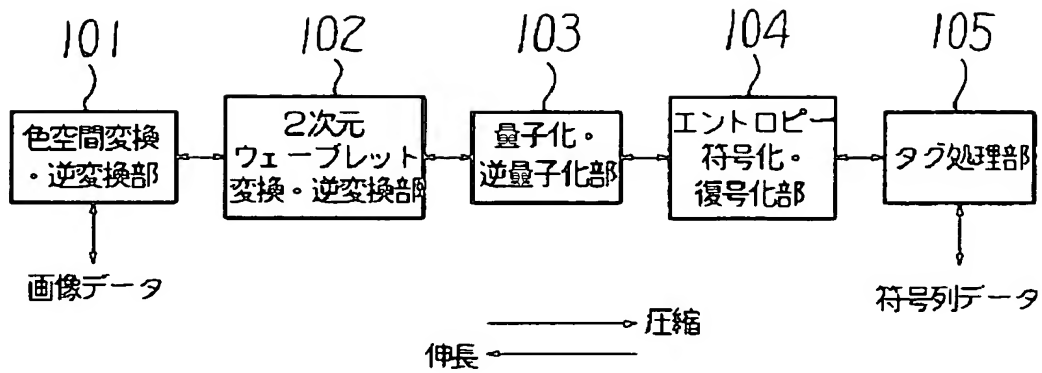 101
102
103
104
105
色空間変換
・逆変換部
2次元
ウェーブレット
変換・逆変換部
量子化・
逆量子化部
エントロピー
符号化・
復号化部
タグ処理部
画像データ
符号列データ
圧縮
伸長